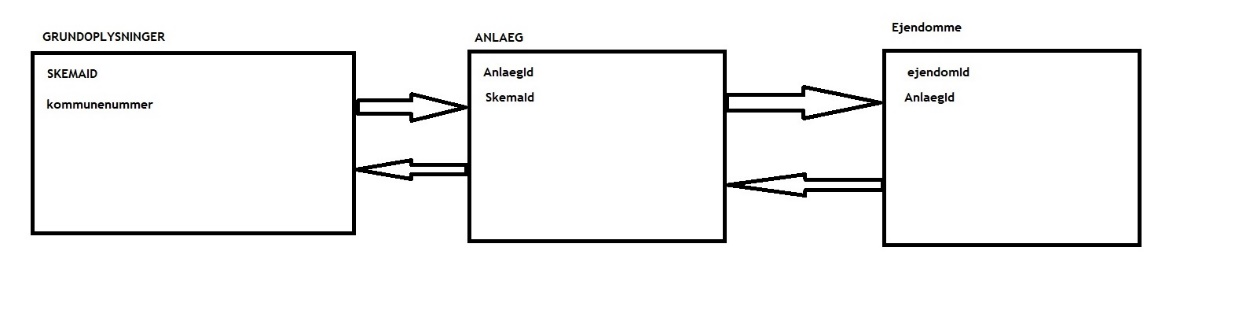 GRUNDOPLYSNINGER
SKEMAID
kommunenummer
ANLAEG
AnlaegId
SkemaId
Ejendomme
ejendomId
AnlaegId